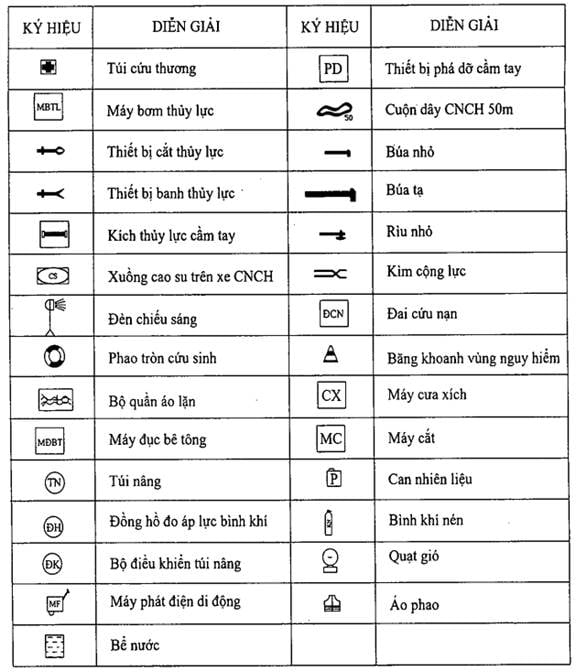 KÝ HIỆU DIỄN GIẢI KÝ HIỆU DIỄN GIẢI
Túi cứu thương PD Thiết bị phá dỡ cầm tay
MBTL Máy bơm thủy lực 50 Cuộn dây CNCH 50m
Thiết bị cắt thủy lực Búa nhỏ
Thiết bị banh thủy lực Búa tạ
Kich thủy lực cầm tay Rìu nhỏ
CS Xuồng cao su trên xe CNCH Kim cộng lực
Đèn chiếu sáng ĐCN Đai cứu nạn
Phao tròn cứu sinh Băng khoanh vùng nguy hiểm
Bộ quần áo lặn CX Máy cưa xích
MĐBT Máy đục bê tông MC Máy cắt
TN Túi nâng P Can nhiên liệu
ĐH Đồng hồ đo áp lực bình khí Bình khí nén
ĐK Bộ điều khiển túi nâng Quạt gió
MF Máy phát điện di động Áo phao
Bể nước